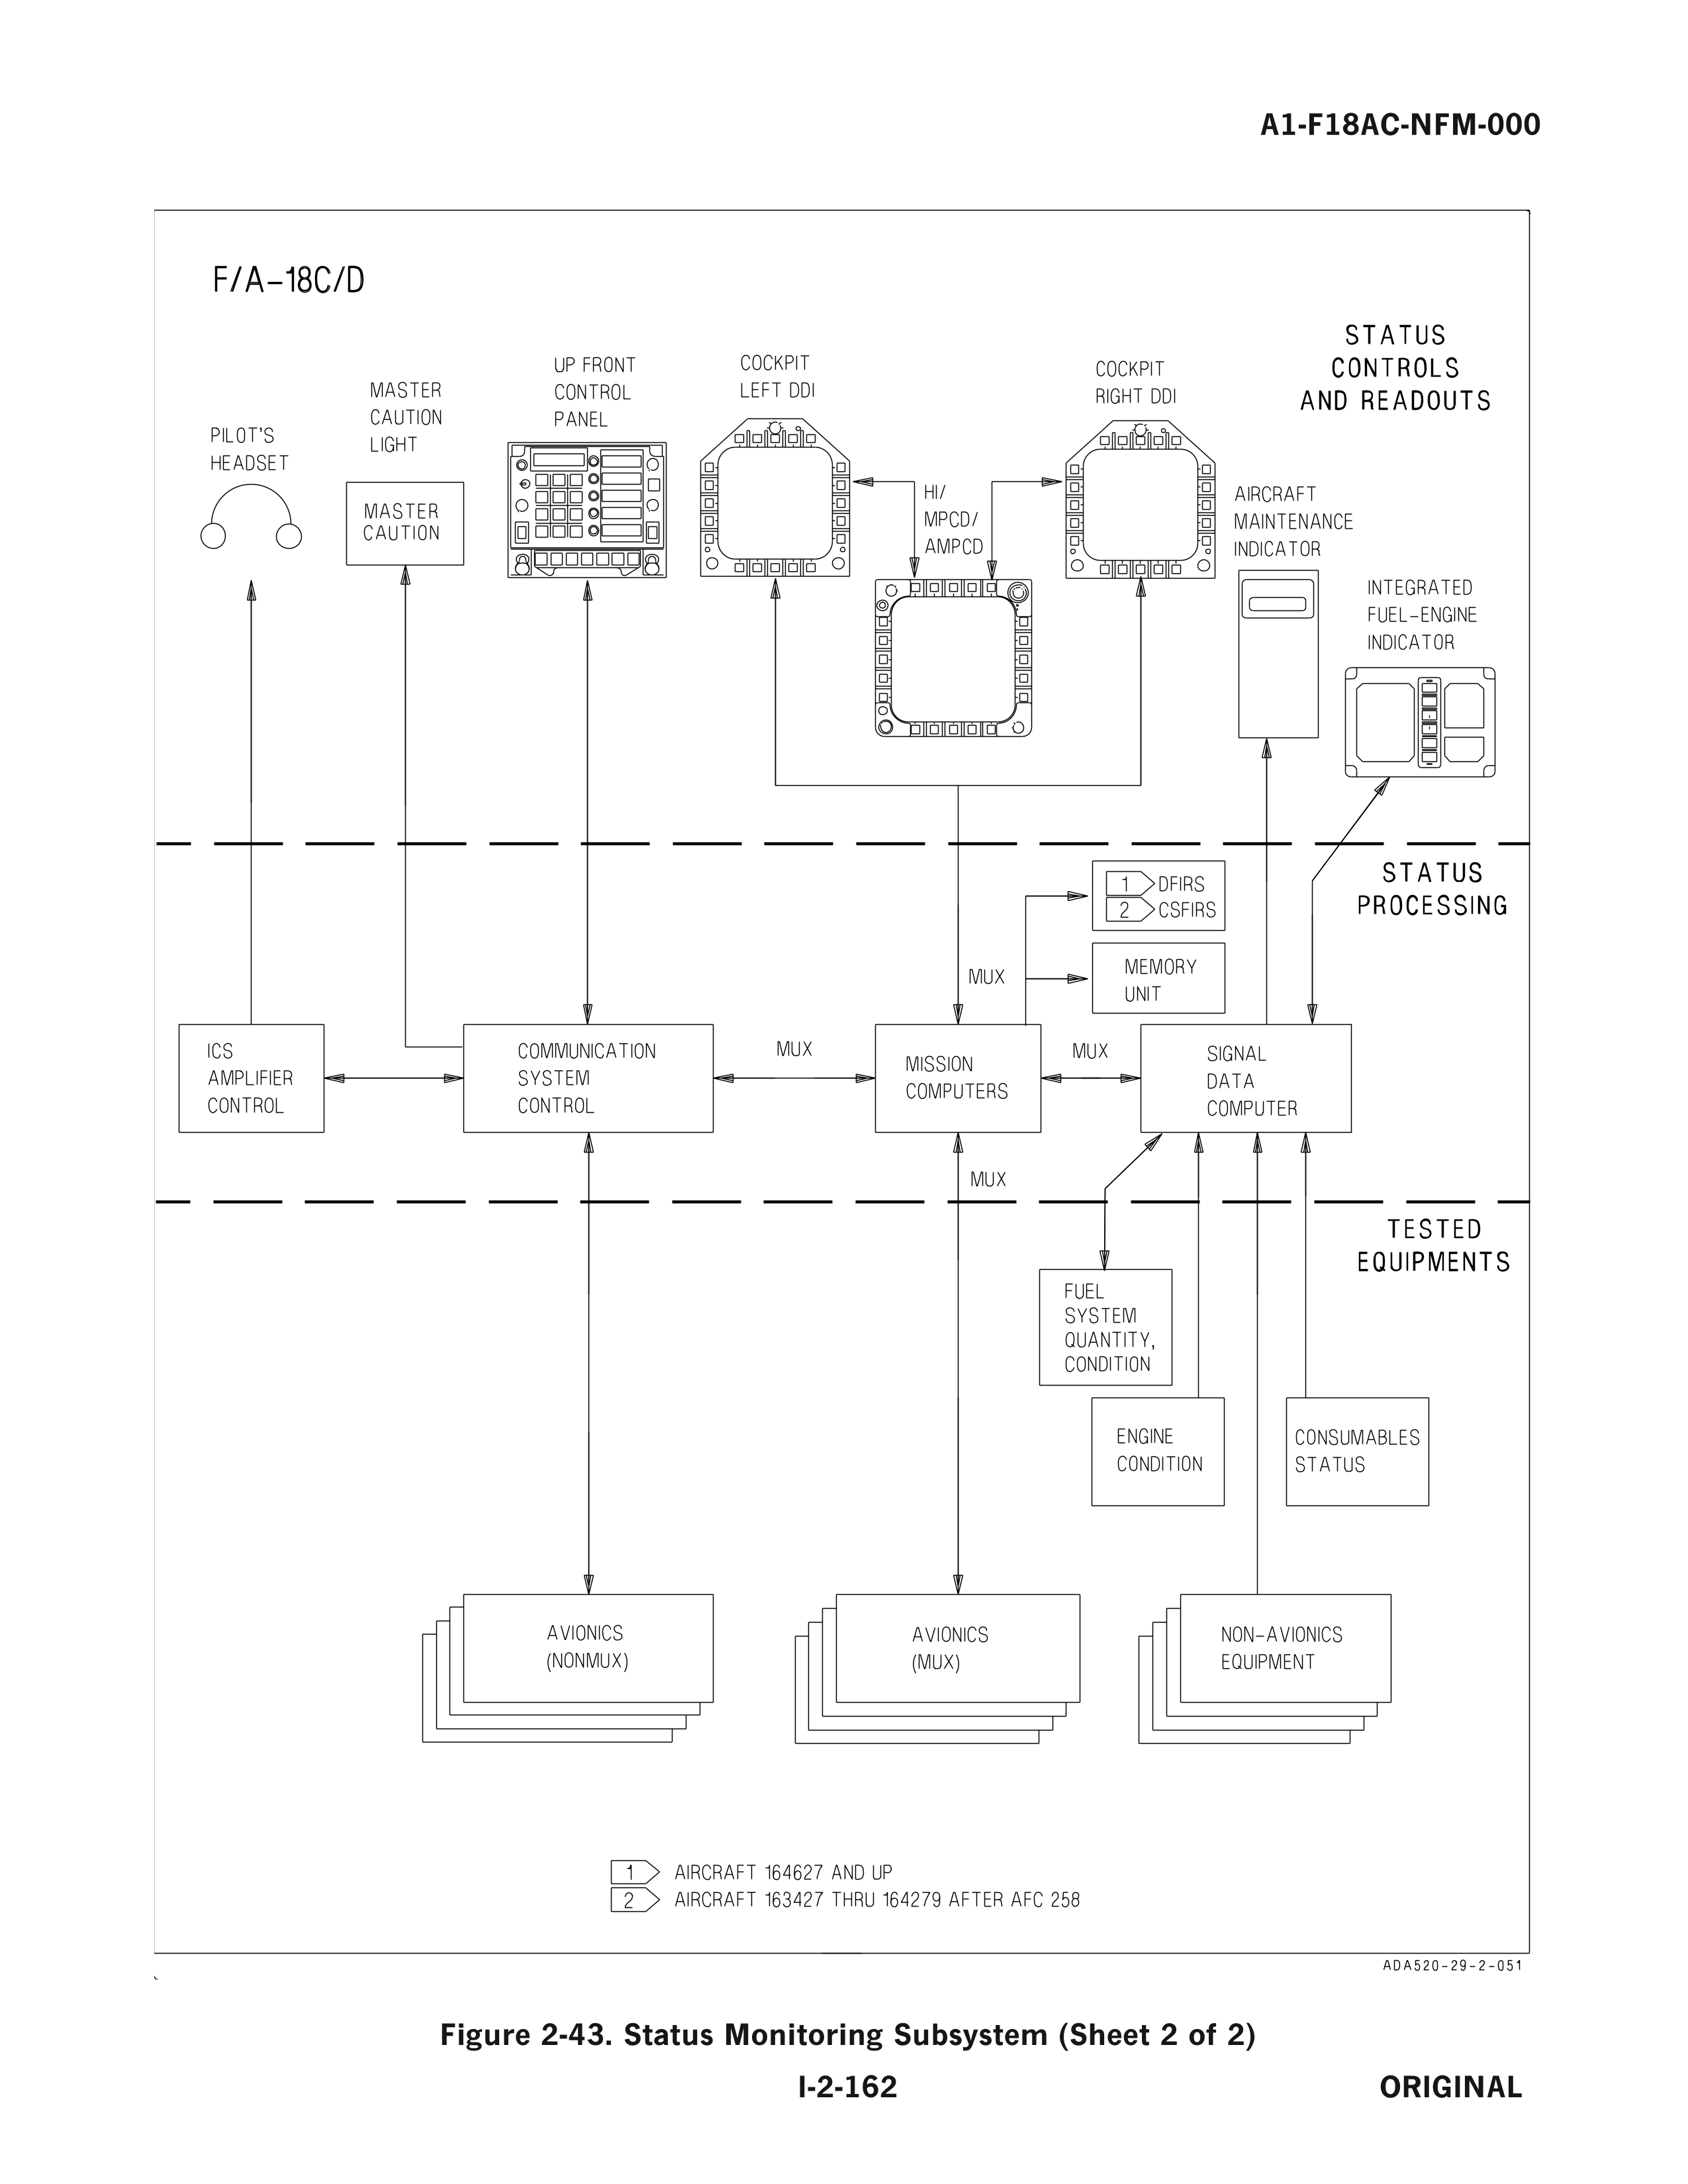 A1-F18AC-NFM-000
F/A-18C/D
STATUS
CONTROLS
AND READOUTS
PILOT'S
HEADSET
MASTER
CAUTION
LIGHT
MASTER
CAUTION
UP FRONT
CONTROL
PANEL
COCKPIT
LEFT DDI
HI/
MPCD/
AMPCD
COCKPIT
RIGHT DDI
AIRCRAFT
MAINTENANCE
INDICATOR
INTEGRATED
FUEL-ENGINE
INDICATOR
STATUS
PROCESSING
1 DFIRS
2 CSFIRS
MUX
MEMORY
UNIT
ICS
AMPLIFIER
CONTROL
COMMUNICATION
SYSTEM
CONTROL
MUX
MISSION
COMPUTERS
MUX
SIGNAL
DATA
COMPUTER
MUX
TESTED
EQUIPMENTS
FUEL
SYSTEM
QUANTITY,
CONDITION
ENGINE
CONDITION
CONSUMABLES
STATUS
AVIONICS
(NONMUX)
AVIONICS
(MUX)
NON-AVIONICS
EQUIPMENT
1 AIRCRAFT 164627 AND UP
2 AIRCRAFT 163427 THRU 164279 AFTER AFC 258
ADA520-29-2-051
Figure 2-43. Status Monitoring Subsystem (Sheet 2 of 2)
I-2-162
ORIGINAL